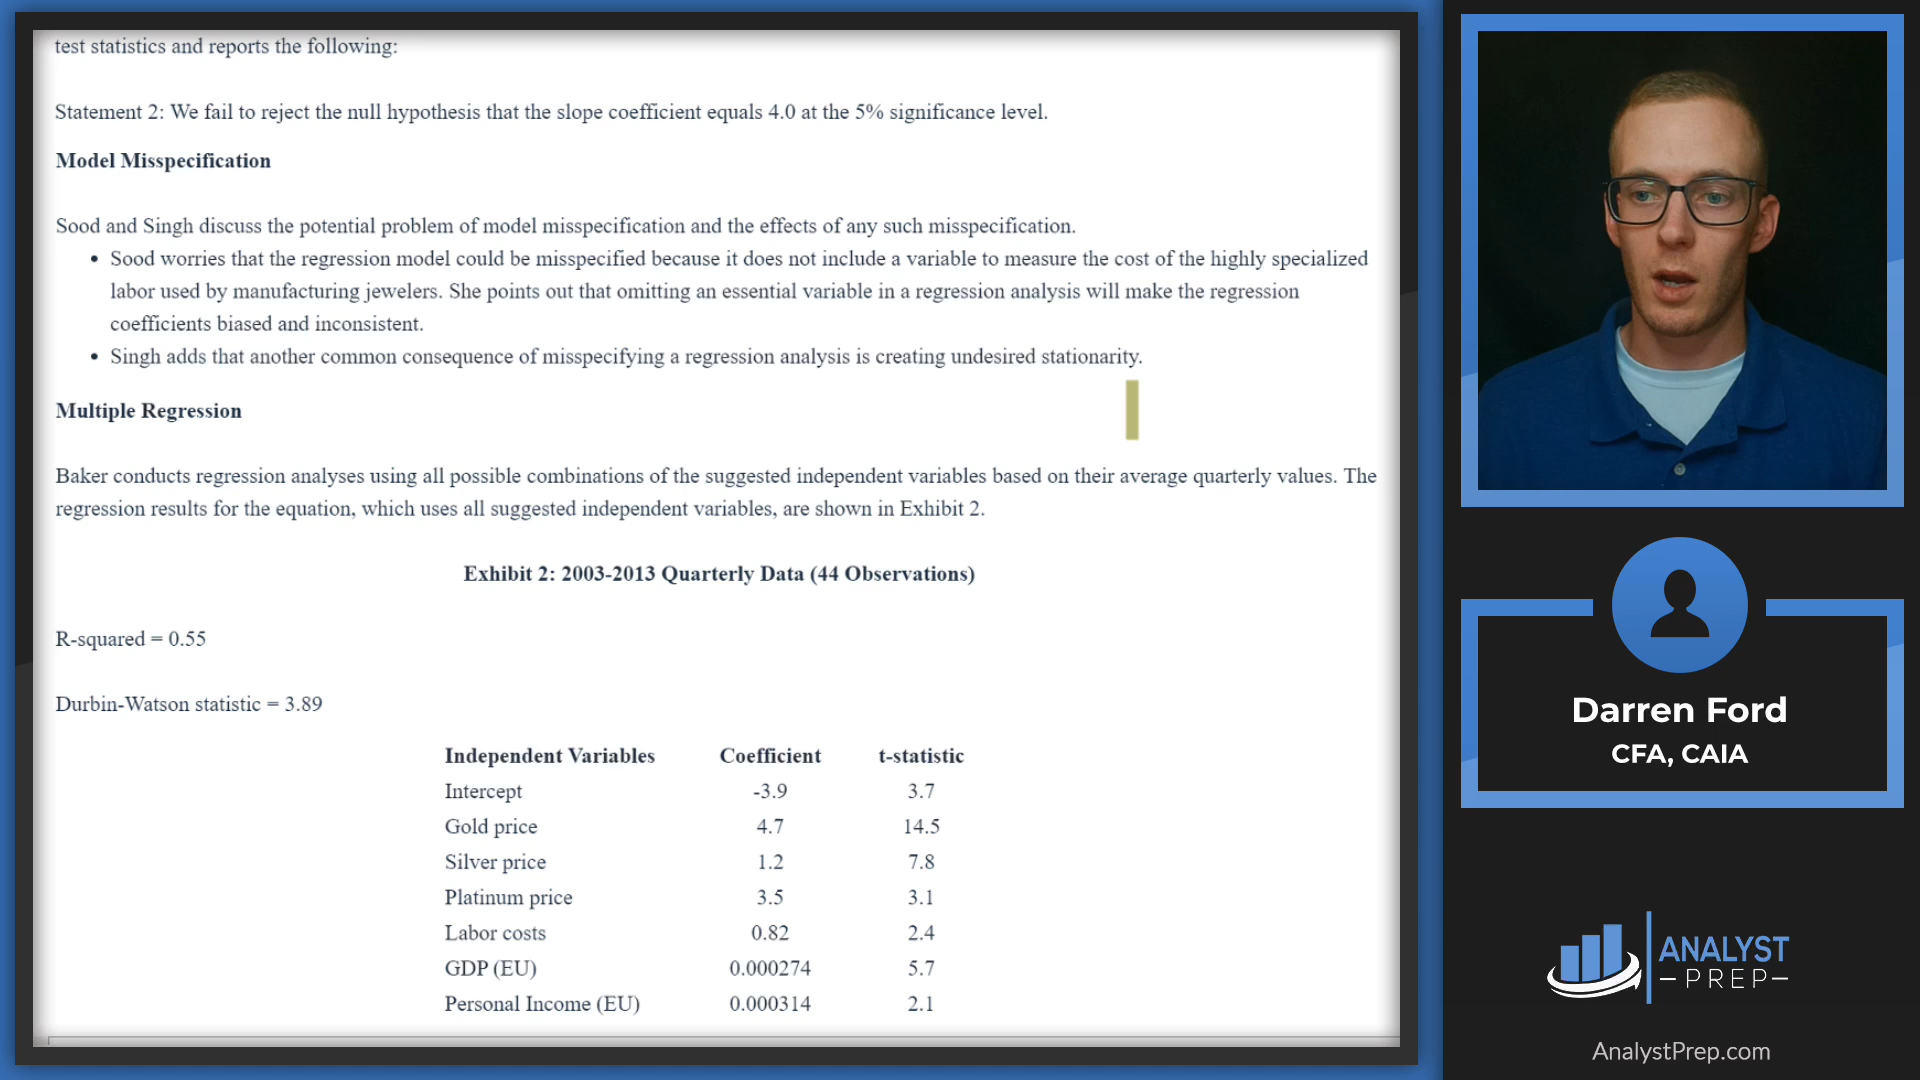 test statistics and reports the following:
Statement 2: We fail to reject the null hypothesis that the slope coefficient equals 4.0 at the 5% significance level.
Model Misspecification
Sood and Singh discuss the potential problem of model misspecification and the effects of any such misspecification.
• Sood worries that the regression model could be misspecified because it does not include a variable to measure the cost of the highly specialized
labor used by manufacturing jewelers. She points out that omitting an essential variable in a regression analysis will make the regression
coefficients biased and inconsistent.
• Singh adds that another common consequence of misspecifying a regression analysis is creating undesired stationarity.
Multiple Regression
Baker conducts regression analyses using all possible combinations of the suggested independent variables based on their average quarterly values. The
regression results for the equation, which uses all suggested independent variables, are shown in Exhibit 2.
Exhibit 2: 2003-2013 Quarterly Data (44 Observations)
R-squared = 0.55
Durbin-Watson statistic = 3.89
Independent Variables Coefficient t-statistic
Intercept -3.9 3.7
Gold price 4.7 14.5
Silver price 1.2 7.8
Platinum price 3.5 3.1
Labor costs 0.82 2.4
GDP (EU) 0.000274 5.7
Personal Income (EU) 0.000314 2.1
Darren Ford
CFA, CAIA
ANALYST
PREP
AnalystPrep.com